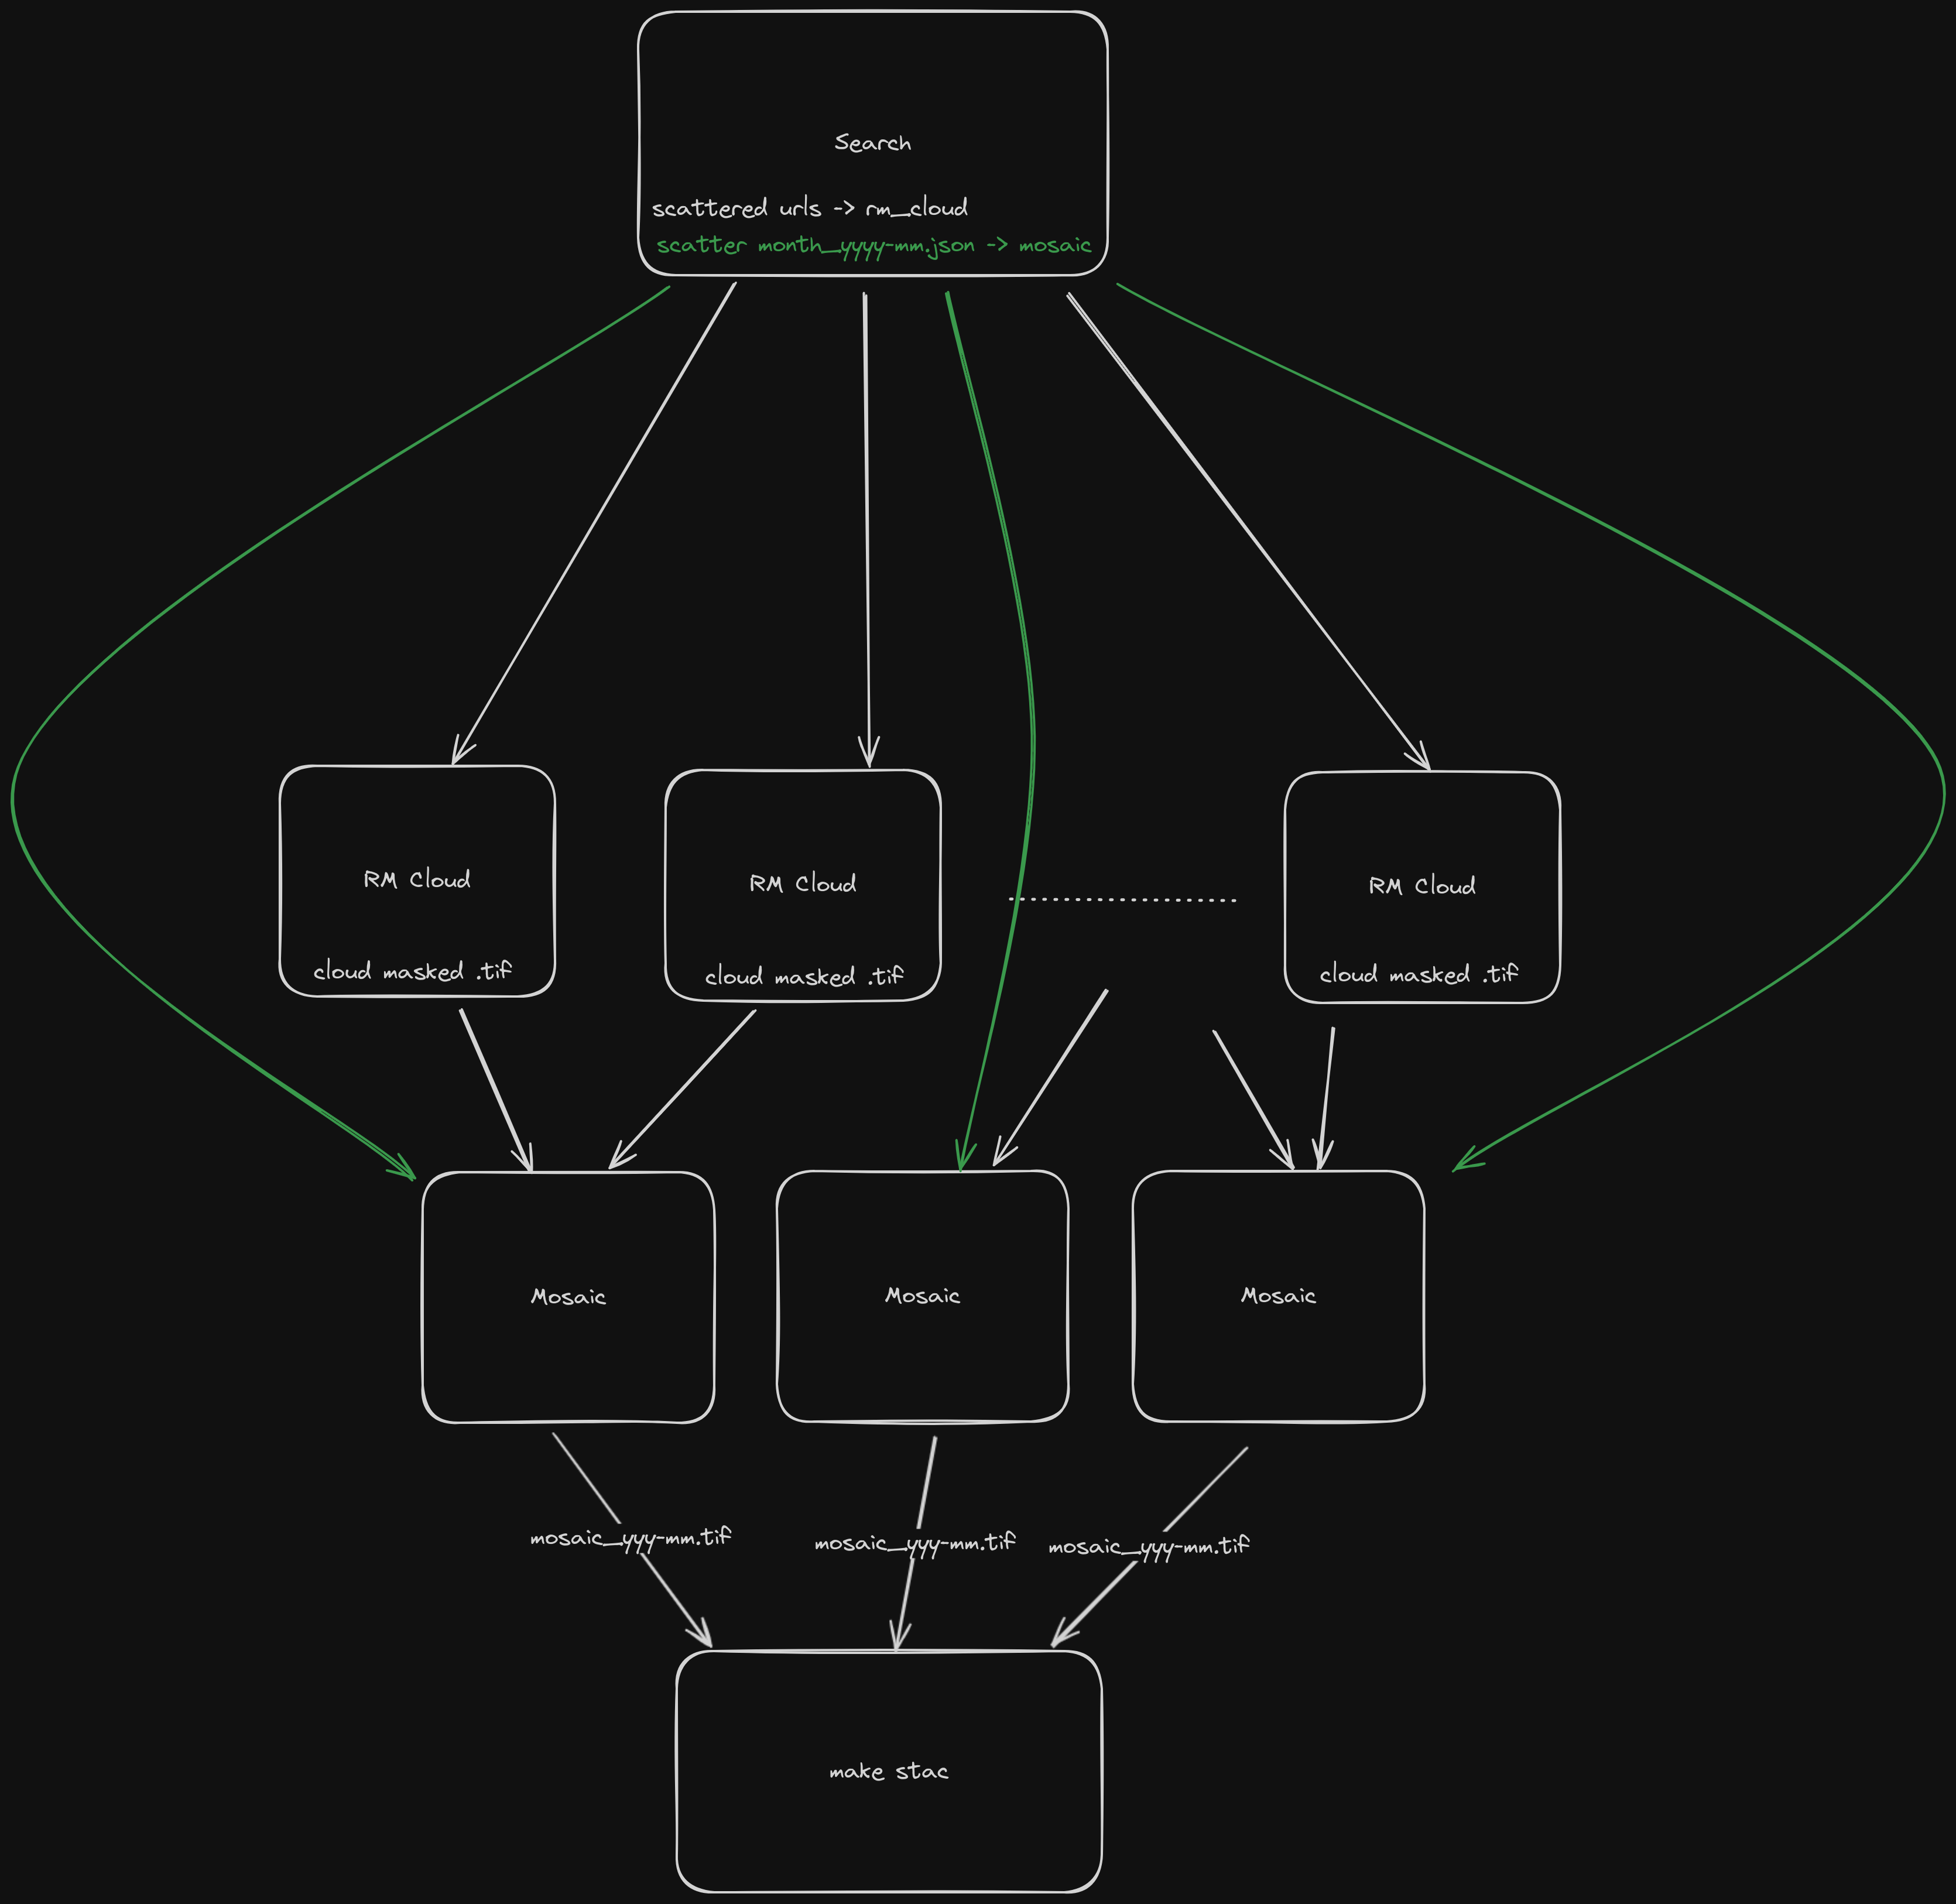 Search
scattered urls -> rm_cloud
scatter month_yyyy-mm.json -> mosaic
RM Cloud
cloud masked .tif
RM Cloud
cloud masked .tif
RM Cloud
cloud masked .tif
Mosaic
Mosaic
Mosaic
mosaic_yyy-mm.tif
mosaic_yyy-mm.tif
mosaic_yyy-mm.tif
make stac